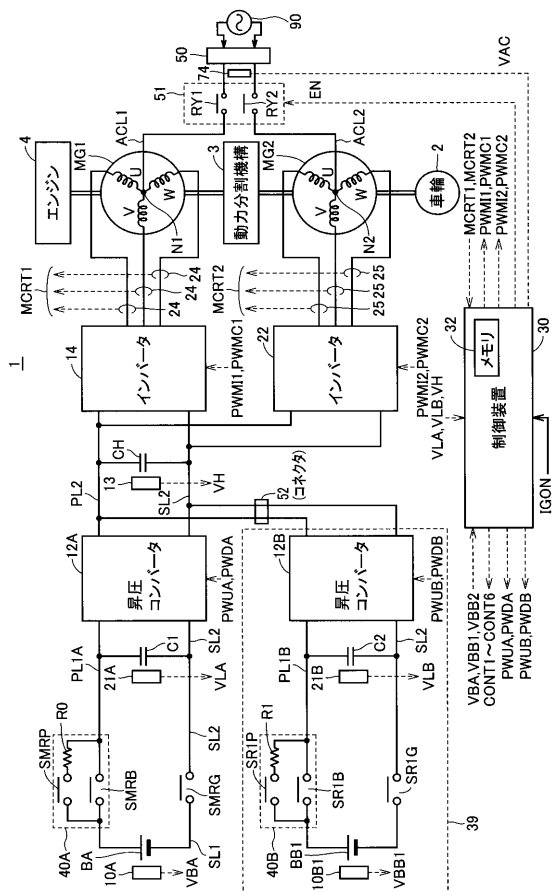 1
エンジン
4
MG1
U
V
W
N1
ACL1
動力分割機構
3
MG2
U
V
W
N2
ACL2
車輪
2
51
RY1
RY2
74
50
90
EN
VAC
MCRT1
24
24
24
MCRT2
25
25
25
14
インバータ
PWMI1,PWMC1
22
インバータ
PWMI2,PWMC2
PL2
CH
13
VH
SL2
52
(コネクタ)
12A
昇圧
コンバータ
PWUA,PWDA
12B
昇圧
コンバータ
PWUB,PWDB
PL1A
C1
21A
VLA
SL2
PL1B
C2
21B
VLB
SL2
SMRP
R0
SMRB
SMRG
SL2
40A
BA
10A
VBA
SL1
SR1P
R1
SR1B
SR1G
40B
BB1
10B1
VBB1
39
VLA,VLB,VH
32
メモリ
制御装置
30
IGON
MCRT1,MCRT2
PWMI1,PWMC1
PWMI2,PWMC2
VBA,VBB1,VBB2
CONT1〜CONT6
PWUA,PWDA
PWUB,PWDB